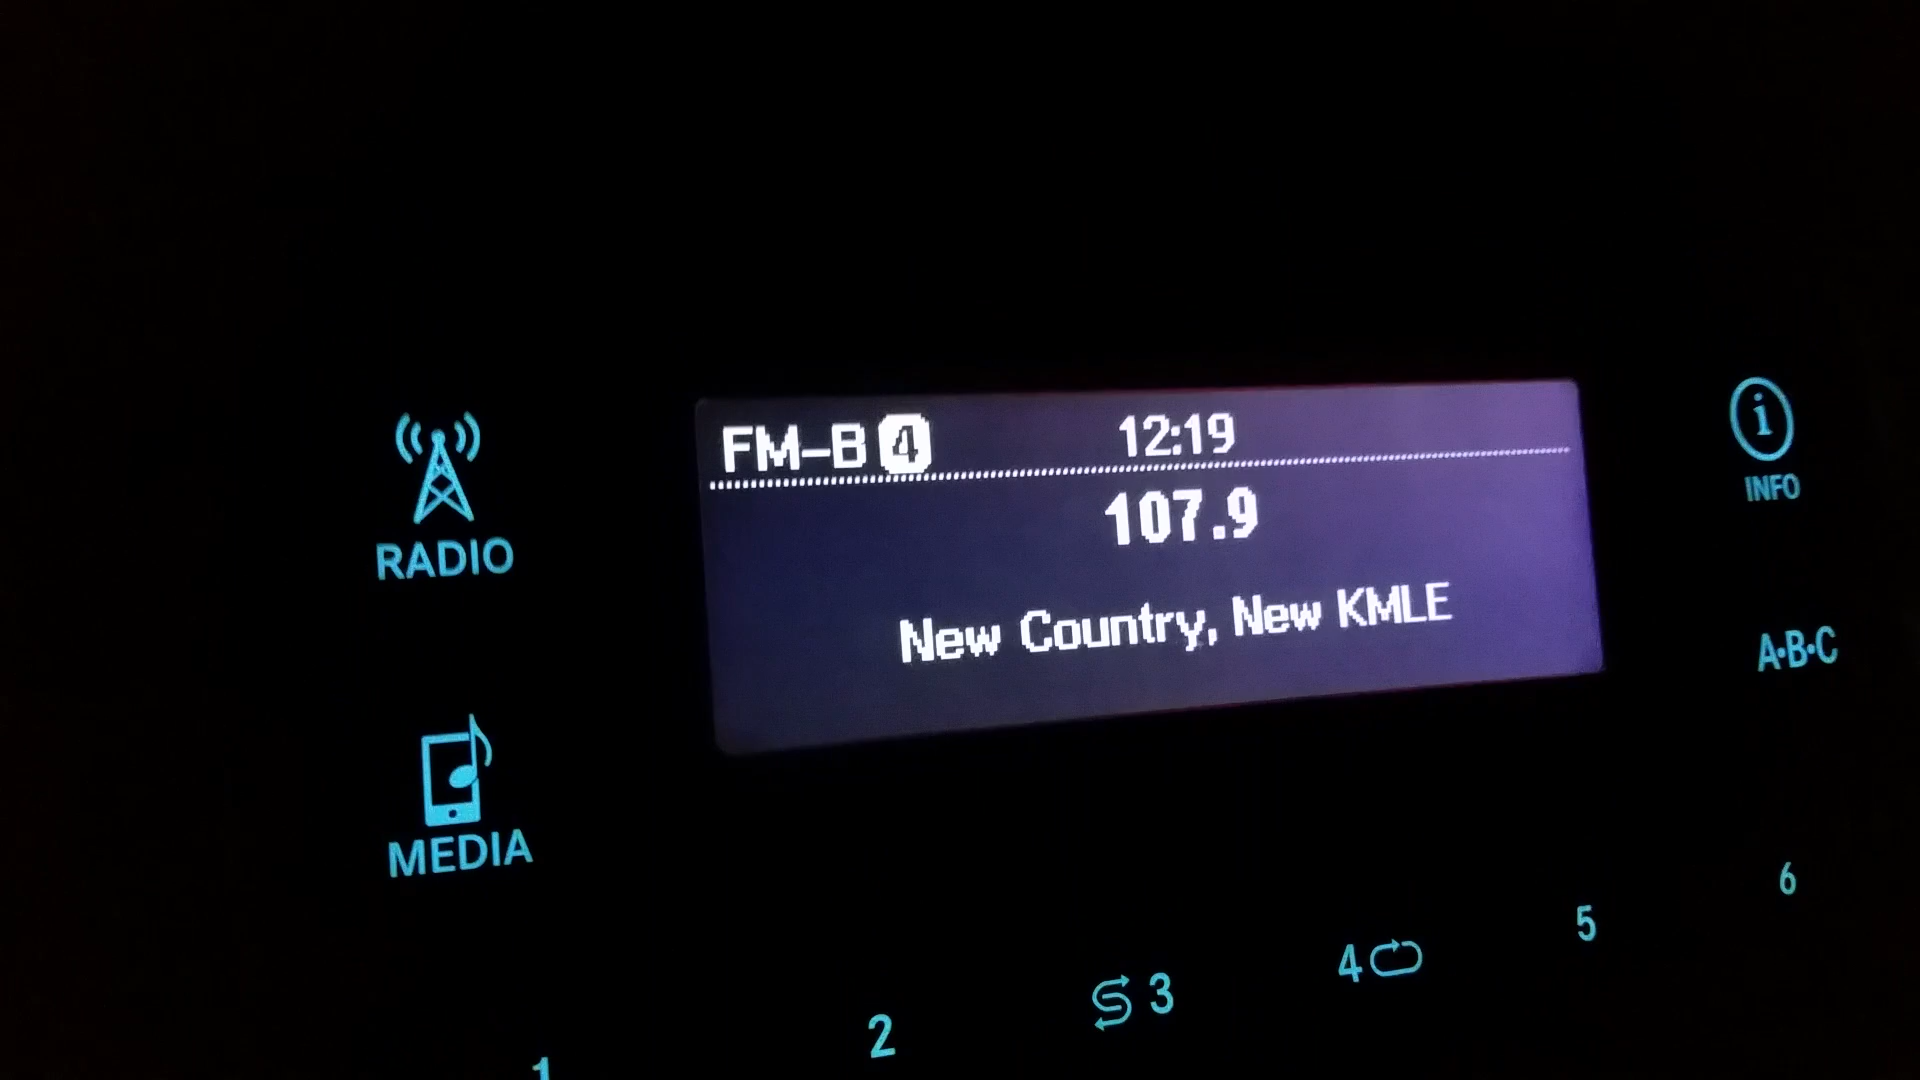 FM-B 4 12:19
107.9
New Country, New KMLE
RADIO
MEDIA
INFO
A·B·C
1
2
3
4
5
6